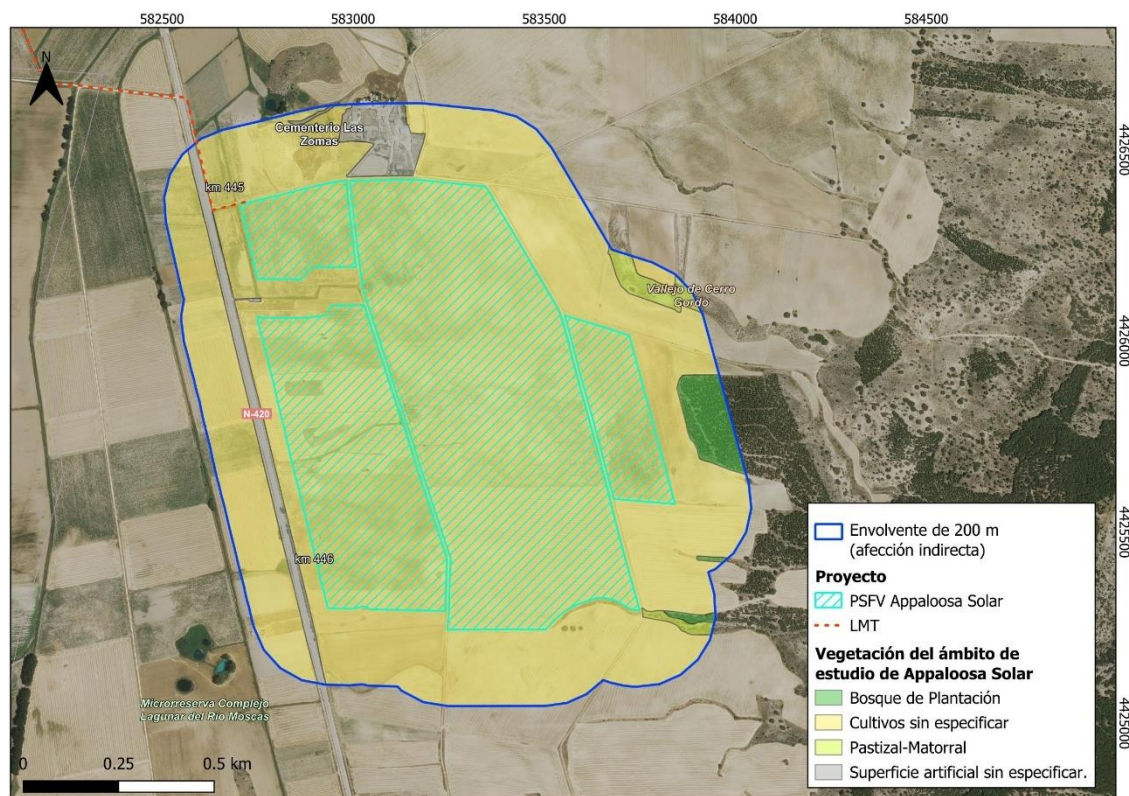 582500
583000
583500
584000
584500
N
4426500
4426000
4425500
4425000
Cementerio Las
Zomas
km 445
Vallejo de Cerro
Gordo
N-420
km 446
Microrreserva Complejo
Lagunar del Río Moscas
0
0.25
0.5 km
Envolvente de 200 m
(afección indirecta)
Proyecto
PSFV Appaloosa Solar
LMT
Vegetación del ámbito de
estudio de Appaloosa Solar
Bosque de Plantación
Cultivos sin especificar
Pastizal-Matorral
Superficie artificial sin especificar.